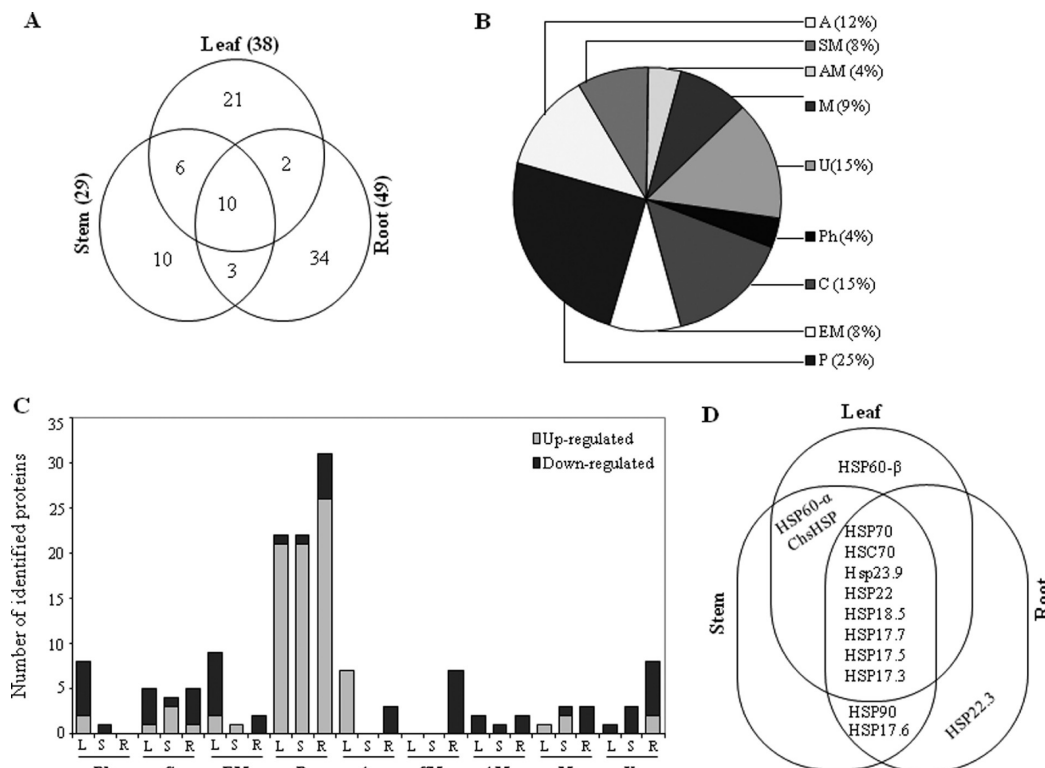 A
Leaf (38)
21
6
2
10
10
3
34
Stem (29)
Root (49)
B
A (12%)
SM (8%)
AM (4%)
M (9%)
U(15%)
Ph(4%)
C (15%)
EM (8%)
P (25%)
C
Number of identified proteins
35
30
25
20
15
10
5
0
Up-regulated
Down-regulated
L S R L S R L S R L S R L S R L S R L S R L S R L S R
D
Leaf
Stem
Root
HSP60-β
HSP60-α
ChsHSP
HSP70
HSC70
Hsp23.9
HSP22
HSP18.5
HSP17.7
HSP17.5
HSP17.3
HSP90
HSP17.6
HSP22.3